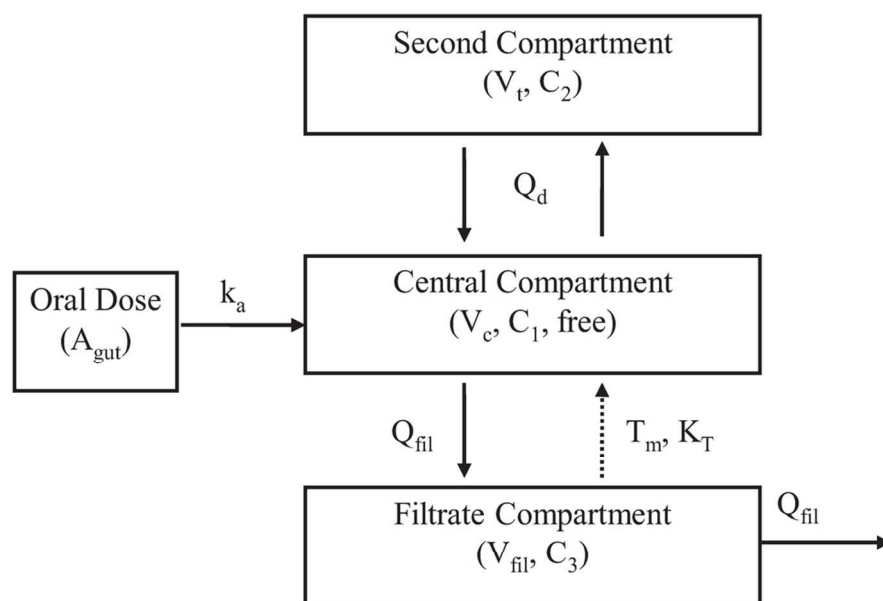 Second Compartment
(Vt, C2)
Qd
Central Compartment
(Vc, C1, free)
Oral Dose
(Agut)
ka
Qfil
Tm, KT
Filtrate Compartment
(Vfil, C3)
Qfil